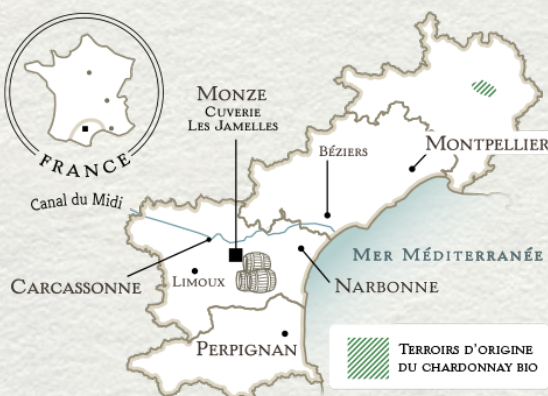 FRANCE
MONZE
CUVERIE
LES JAMELLES
BÉZIERS
MONTPELLIER
Canal du Midi
MER MÉDITERRANÉE
CARCASSONNE
LIMOUX
NARBONNE
PERPIGNAN
TERROIRS D'ORIGINE
DU CHARDONNAY BIO